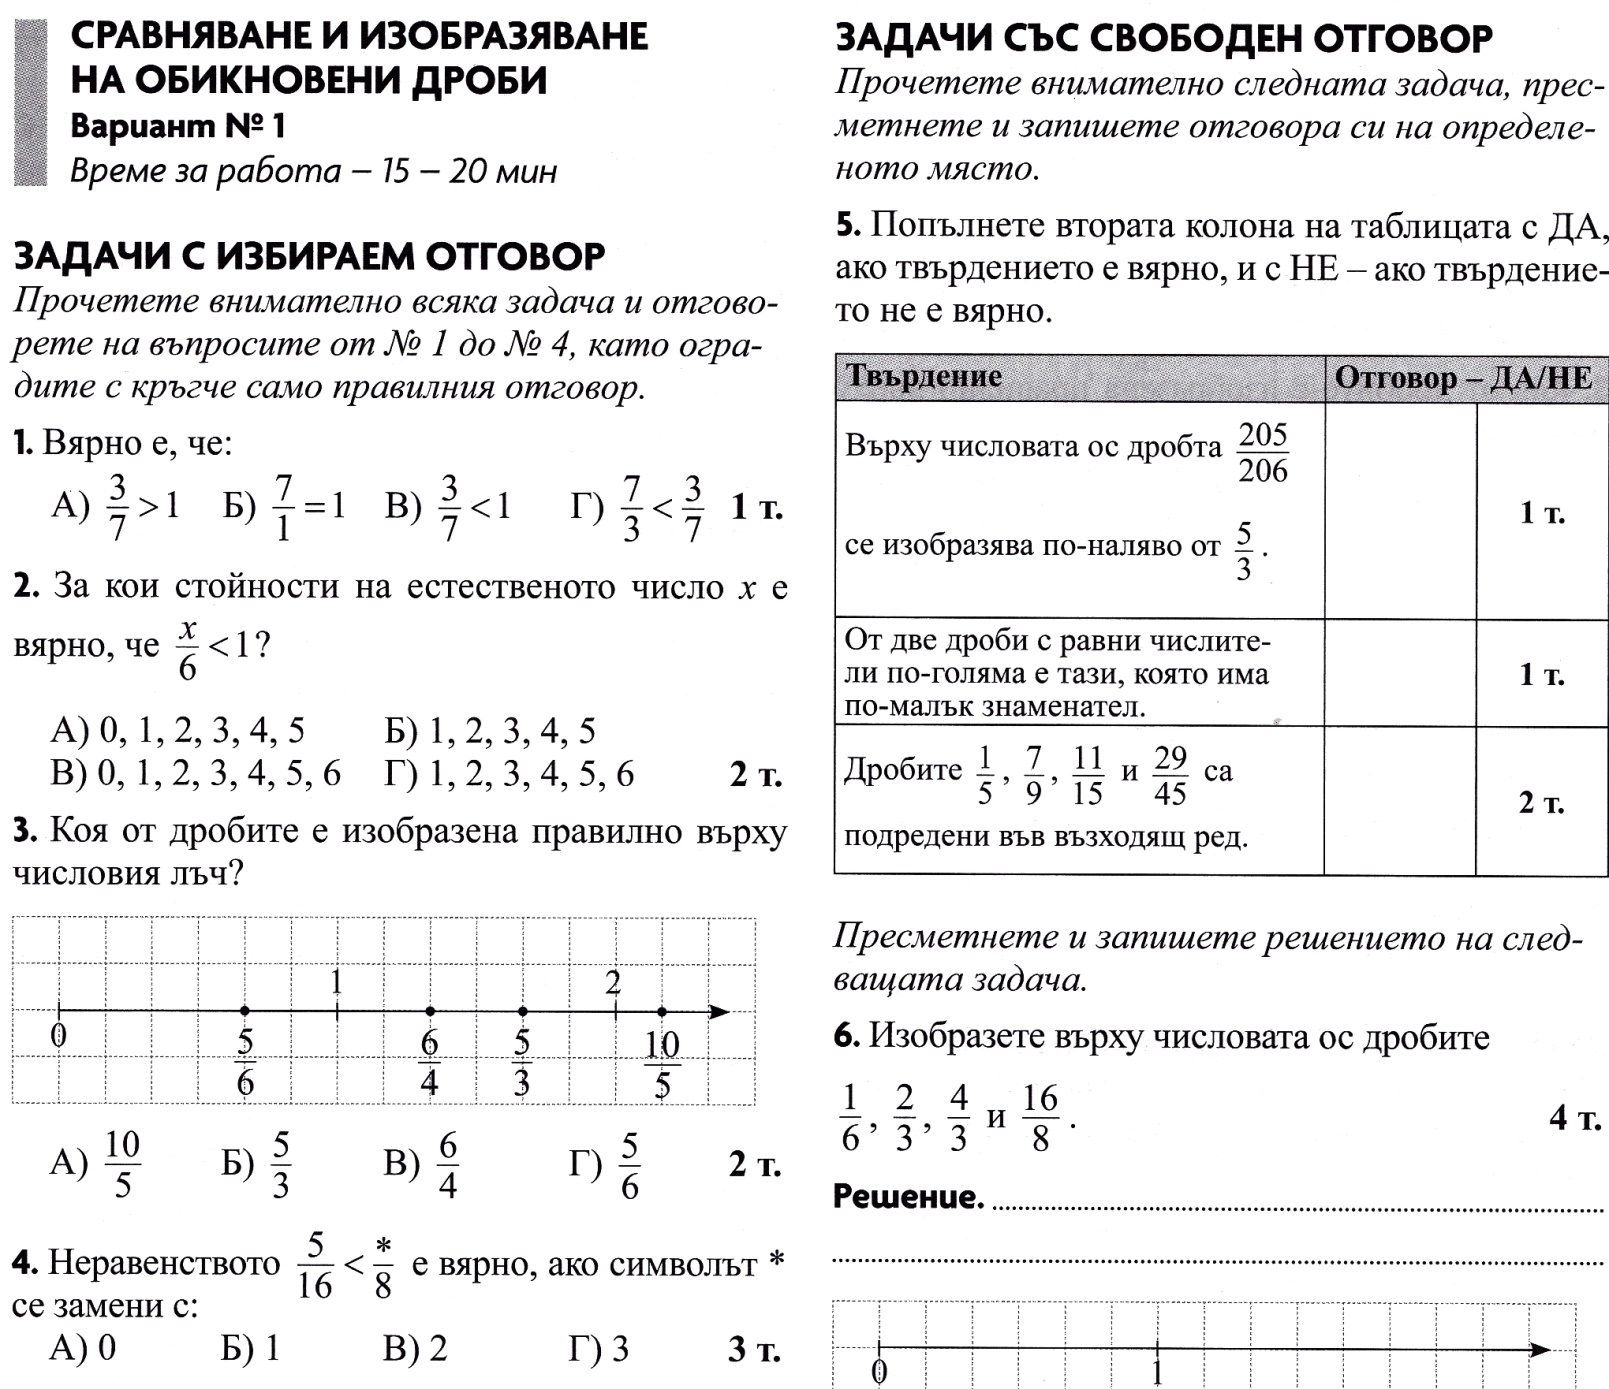 СРАВНЯВАНЕ И ИЗОБРАЗЯВАНЕ
НА ОБИКНОВЕНИ ДРОБИ
Вариант № 1
Време за работа – 15 – 20 мин
ЗАДАЧИ С ИЗБИРАЕМ ОТГОВОР
Прочетете внимателно всяка задача и отгово-
рете на въпросите от № 1 до № 4, като огра-
дите с кръгче само правилния отговор.
1. Вярно е, че:
А) 3/7 > 1 Б) 7/1 = 1 В) 3/7 < 1 Г) 7/3 < 3/7 1 т.
2. За кои стойности на естественото число x е
вярно, че x/6 < 1?
А) 0, 1, 2, 3, 4, 5 Б) 1, 2, 3, 4, 5
В) 0, 1, 2, 3, 4, 5, 6 Г) 1, 2, 3, 4, 5, 6 2 т.
3. Коя от дробите е изобразена правилно върху
числовия лъч?
1 2
0 5/6 6/4 5/3 10/5
А) 10/5 Б) 5/3 В) 6/4 Г) 5/6 2 т.
4. Неравенството 5/16 < */8 е вярно, ако символът *
се замени с:
А) 0 Б) 1 В) 2 Г) 3 3 т.
ЗАДАЧИ СЪС СВОБОДЕН ОТГОВОР
Прочетете внимателно следната задача, прес-
метнете и запишете отговора си на определе-
ното място.
5. Попълнете втората колона на таблицата с ДА,
ако твърдението е вярно, и с НЕ – ако твърдение-
то не е вярно.
Твърдение Отговор – ДА/НЕ
Върху числовата ос дробта 205/206
се изобразява по-наляво от 5/3 .
1 т.
От две дроби с равни числите-
ли по-голяма е тази, която има
по-малък знаменател.
1 т.
Дробите 1/5, 7/9, 11/15 и 29/45 са
подредени във възходящ ред.
2 т.
Пресметнете и запишете решението на след-
ващата задача.
6. Изобразете върху числовата ос дробите
1/6, 2/3, 4/3 и 16/8 . 4 т.
Решение.
0 1